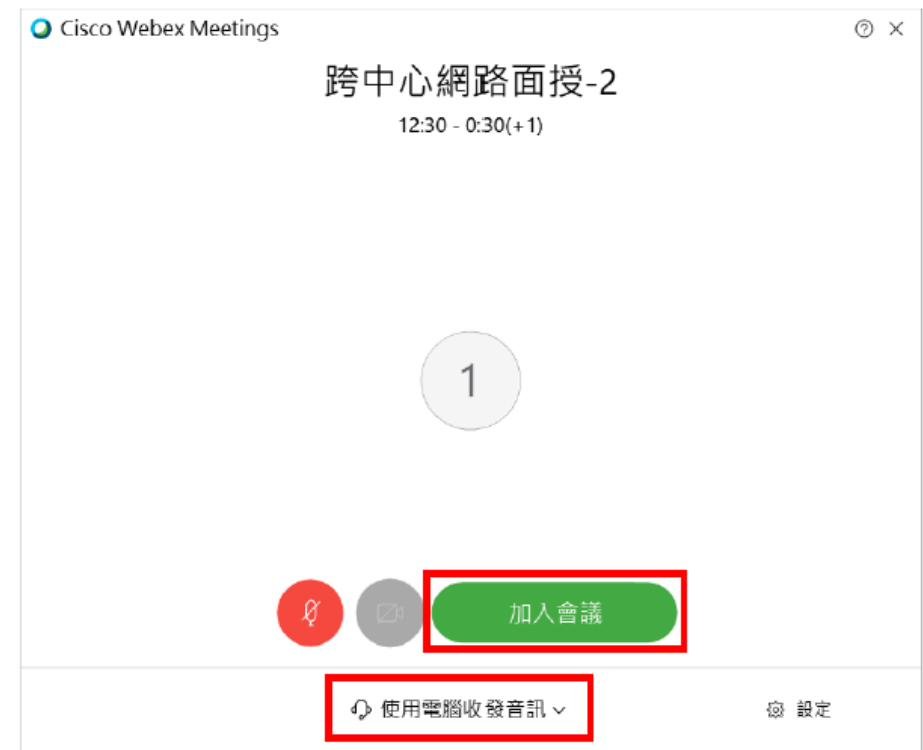 Cisco Webex Meetings
跨中心網路面授-2
12:30 - 0:30(+1)
1
加入會議
使用電腦收發音訊
設定